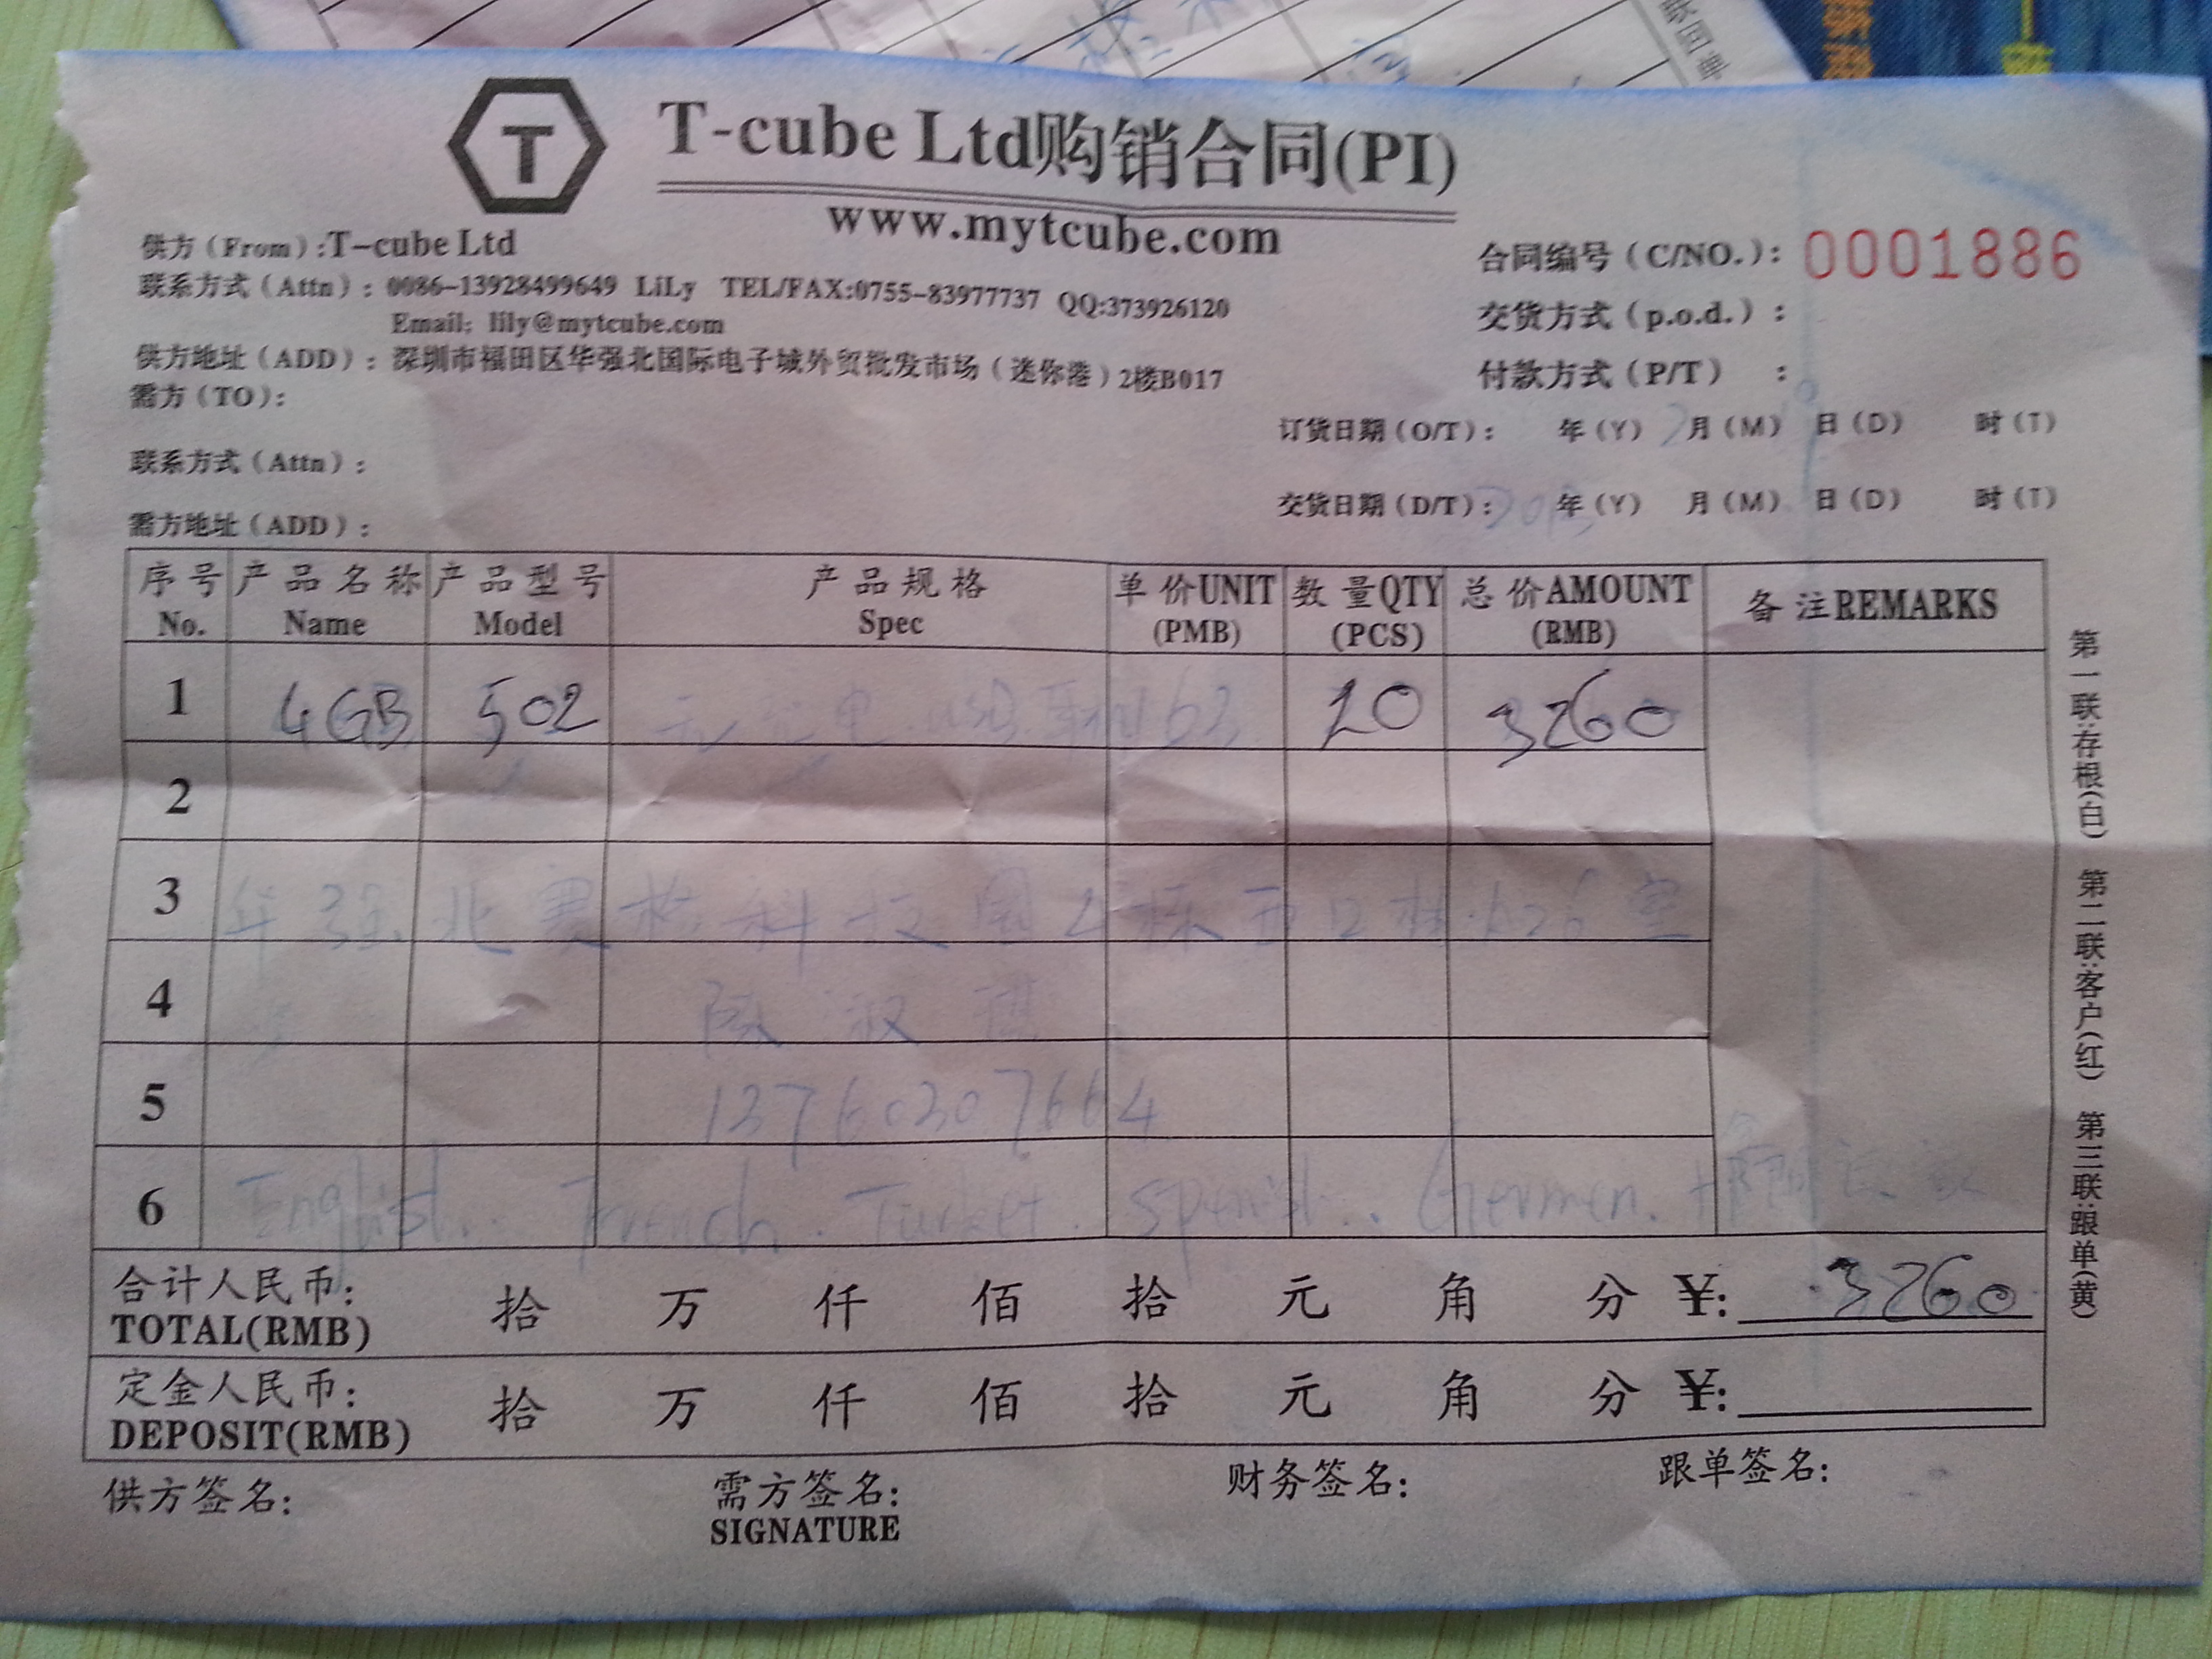 T
T-cube Ltd购销合同(PI)
www.mytcube.com
供方(From):T-cube Ltd
合同编号(C/NO.): 0001886
联系方式(Attn): 0086-13928499649 LiLy TEL/FAX:0755-83977737 QQ:373926120
Email: lily@mytcube.com
交货方式(p.o.d.):
供方地址(ADD): 深圳市福田区华强北国际电子城外贸批发市场(迷你港)2楼B017
付款方式(P/T) :
需方(TO):
订货日期(O/T): 年(Y) 月(M) 日(D) 时(T)
联系方式(Attn):
交货日期(D/T): 年(Y) 月(M) 日(D) 时(T)
需方地址(ADD):
序号 产品名称 产品型号 产品规格 单价UNIT 数量QTY 总价AMOUNT 备注REMARKS
No. Name Model Spec (PMB) (PCS) (RMB)
1 4GB 502 20 3260
2
3 强北赛格科技园4栋西
4
5 13760307664
6 English. French. Turket. Spanish. German.
合计人民币: 拾 万 仟 佰 拾 元 角 分 ¥: 3260
TOTAL(RMB)
定金人民币: 拾 万 仟 佰 拾 元 角 分 ¥:
DEPOSIT(RMB)
供方签名: 需方签名: 财务签名: 跟单签名:
SIGNATURE
第一联:存根(白) 第二联:客户(红) 第三联:跟单(黄)